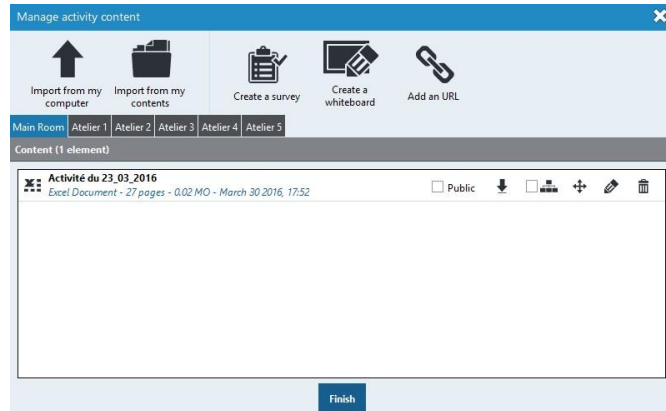 Manage activity content
Import from my computer
Import from my contents
Create a survey
Create a whiteboard
Add an URL
Main Room Atelier 1 Atelier 2 Atelier 3 Atelier 4 Atelier 5
Content (1 element)
Activité du 23_03_2016
Excel Document - 27 pages - 0.02 MO - March 30 2016, 17:52
Public
Finish